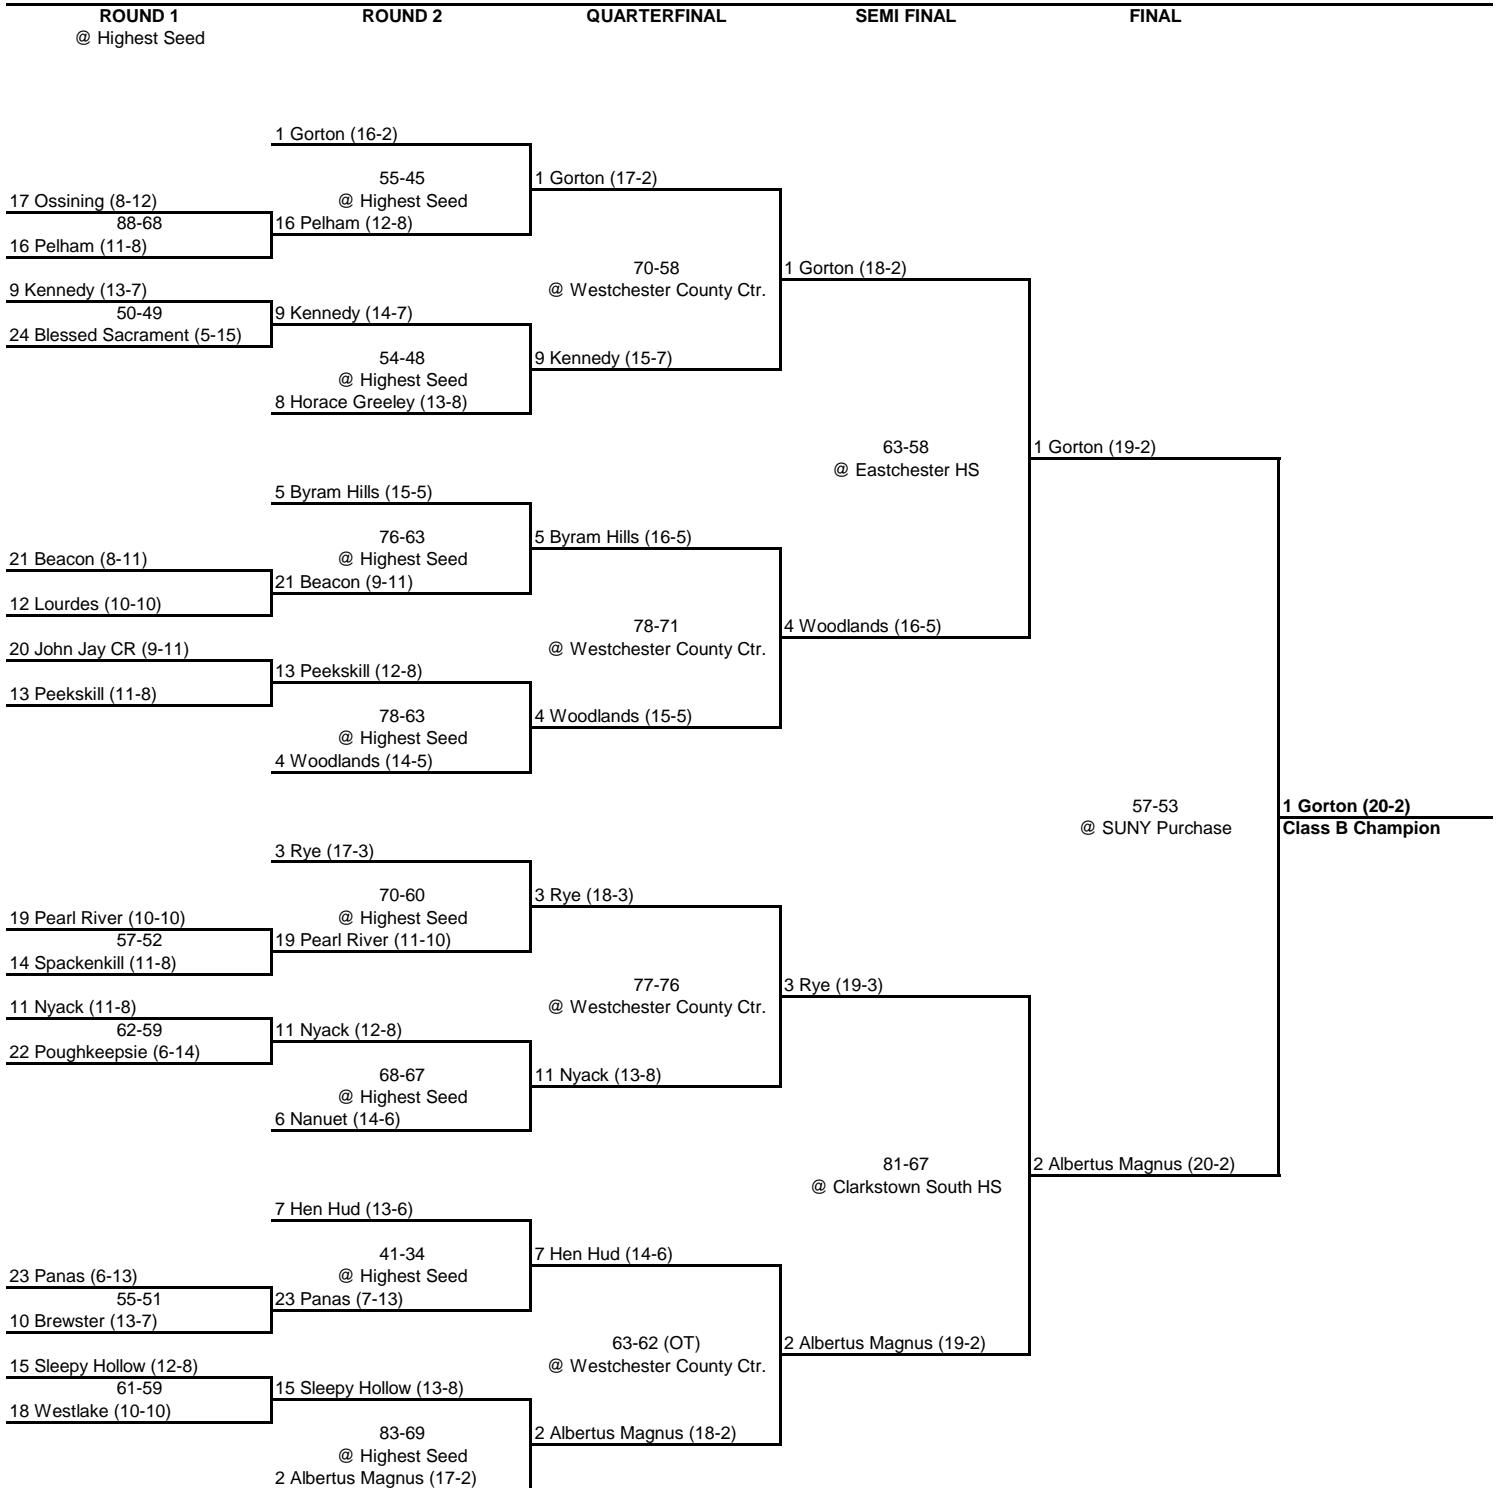 ROUND 1 ROUND 2 QUARTERFINAL SEMI FINAL FINAL
@ Highest Seed
1 Gorton (16-2)
55-45 1 Gorton (17-2)
17 Ossining (8-12) @ Highest Seed
88-68 16 Pelham (12-8)
16 Pelham (11-8)
70-58 1 Gorton (18-2)
9 Kennedy (13-7) @ Westchester County Ctr.
50-49 9 Kennedy (14-7)
24 Blessed Sacrament (5-15)
54-48 9 Kennedy (15-7)
@ Highest Seed
8 Horace Greeley (13-8)
63-58 1 Gorton (19-2)
@ Eastchester HS
5 Byram Hills (15-5)
76-63 5 Byram Hills (16-5)
21 Beacon (8-11) @ Highest Seed
21 Beacon (9-11)
12 Lourdes (10-10)
78-71 4 Woodlands (16-5)
20 John Jay CR (9-11) @ Westchester County Ctr.
13 Peekskill (12-8)
13 Peekskill (11-8)
78-63 4 Woodlands (15-5)
@ Highest Seed
4 Woodlands (14-5)
57-53 1 Gorton (20-2)
@ SUNY Purchase Class B Champion
3 Rye (17-3)
70-60 3 Rye (18-3)
19 Pearl River (10-10) @ Highest Seed
57-52 19 Pearl River (11-10)
14 Spackenkill (11-8)
77-76 3 Rye (19-3)
11 Nyack (11-8) @ Westchester County Ctr.
62-59 11 Nyack (12-8)
22 Poughkeepsie (6-14)
68-67 11 Nyack (13-8)
@ Highest Seed
6 Nanuet (14-6)
81-67 2 Albertus Magnus (20-2)
@ Clarkstown South HS
7 Hen Hud (13-6)
41-34 7 Hen Hud (14-6)
23 Panas (6-13) @ Highest Seed
55-51 23 Panas (7-13)
10 Brewster (13-7)
63-62 (OT) 2 Albertus Magnus (19-2)
15 Sleepy Hollow (12-8) @ Westchester County Ctr.
61-59 15 Sleepy Hollow (13-8)
18 Westlake (10-10)
83-69 2 Albertus Magnus (18-2)
@ Highest Seed
2 Albertus Magnus (17-2)